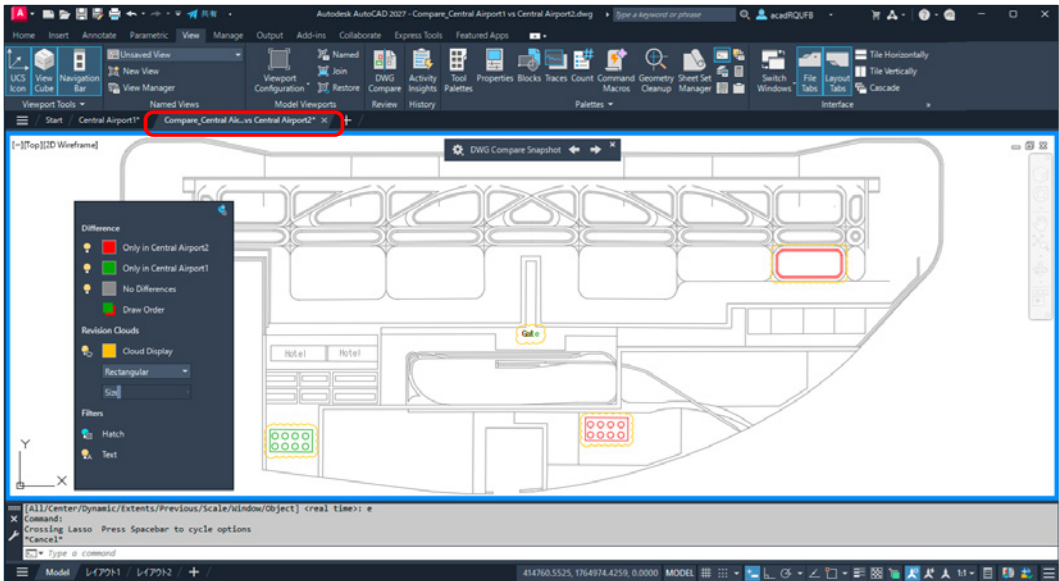 A 共有 Autodesk AutoCAD 2027 - Compare_Central Airport1 vs Central Airport2.dwg Type a keyword or phrase acadRQUFB
Home Insert Annotate Parametric View Manage Output Add-ins Collaborate Express Tools Featured Apps
UCS Icon
View Cube
Navigation Bar
Unsaved View
New View
View Manager
Viewport Configuration
Named
Join
Restore
DWG Compare
Activity Insights
Tool Palettes
Properties
Blocks
Traces
Count
Command Macros
Geometry Cleanup
Sheet Set Manager
Switch Windows
File Tabs
Layout Tabs
Tile Horizontally
Tile Vertically
Cascade
Viewport Tools Named Views Model Viewports Review History Palettes Interface
Start / Central Airport1* Compare_Central Air...vs Central Airport2*
[−][Top][2D Wireframe]
DWG Compare Snapshot
Difference
Only in Central Airport2
Only in Central Airport1
No Differences
Draw Order
Revision Clouds
Cloud Display
Rectangular
Size
Filters
Hatch
Text
Gate
Hotel Hotel
Y
X
[All/Center/Dynamic/Extents/Previous/Scale/Window/Object] <real time>: e
Command:
Crossing Lasso Press Spacebar to cycle options
*Cancel*
Type a command
Model レイアウト1 レイアウト2 414760.5525, 1764974.4259, 0.0000 MODEL 1:1